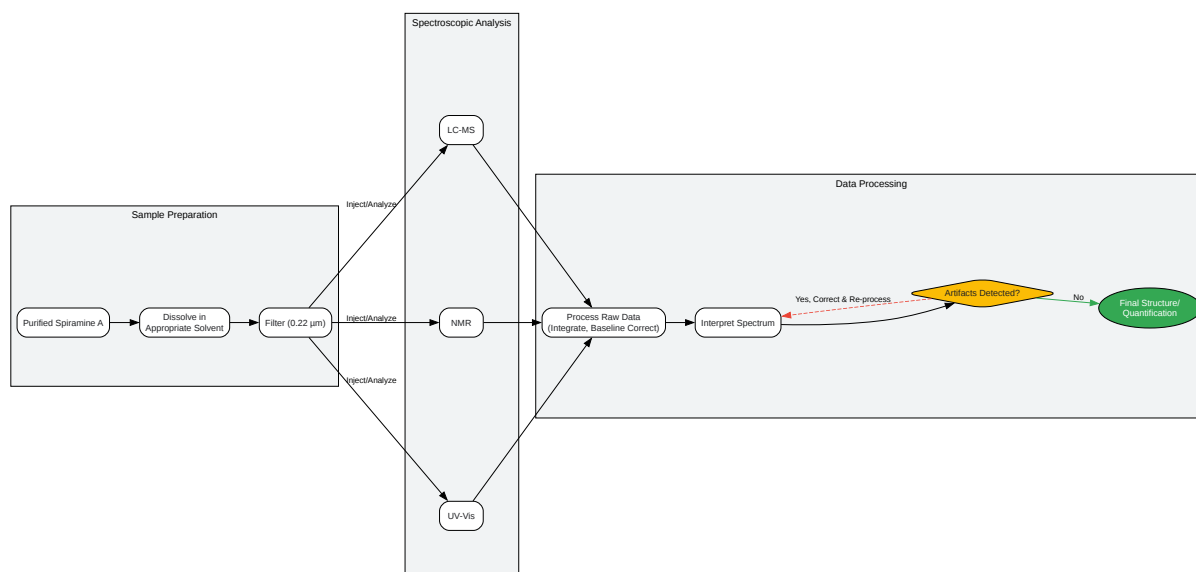 Spectroscopic Analysis
LC-MS
Data Processing
Inject/Analyze
Sample Preparation
Artifacts Detected?
Yes, Correct & Re-process
No
Final Structure/
Quantification
Purified Spiramine A
Dissolve in
Appropriate Solvent
Filter (0.22 µm)
Inject/Analyze
NMR
Process Raw Data
(Integrate, Baseline Correct)
Interpret Spectrum
Inject/Analyze
UV-Vis